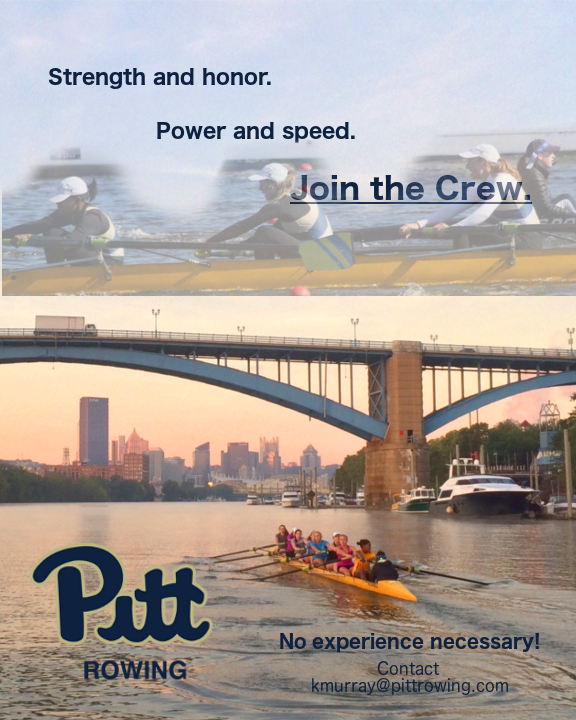 Strength and honor.
Power and speed.
Join the Crew.
Pitt
ROWING
No experience necessary!
Contact
kmurray@pittrowing.com